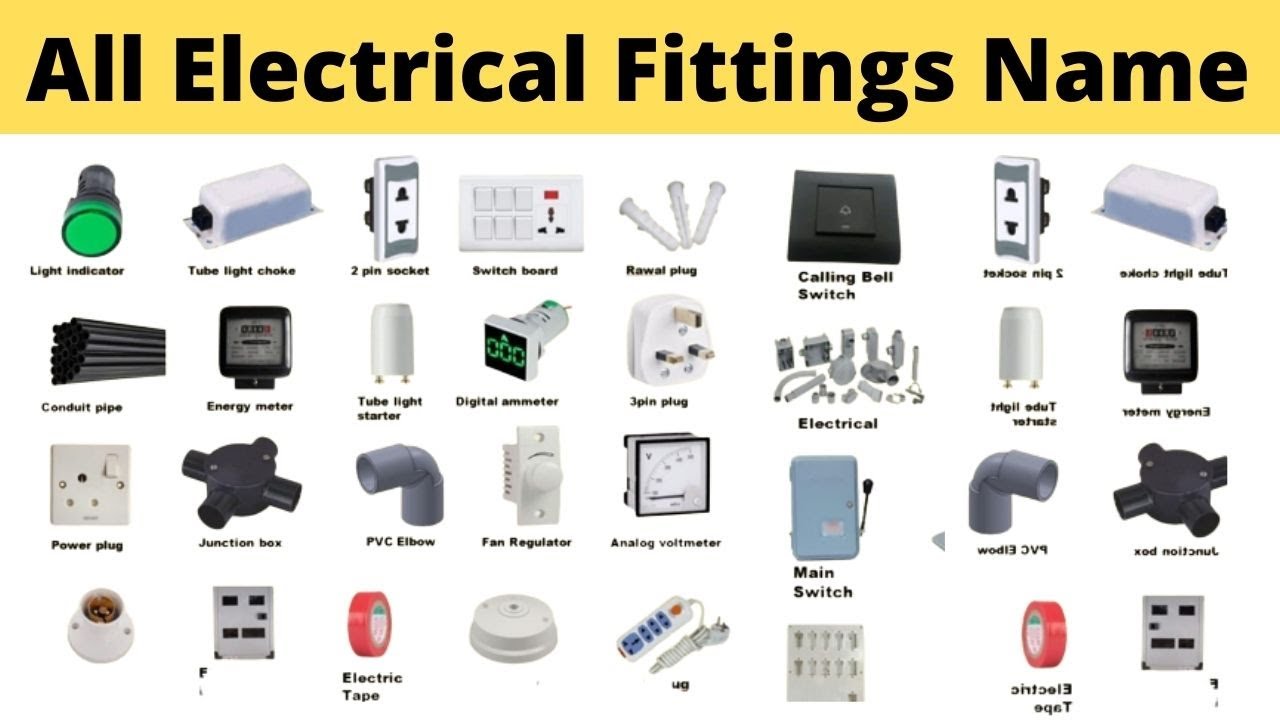 All Electrical Fittings Name
Light indicator
Tube light choke
2 pin socket
Switch board
Rawal plug
Calling Bell
Switch
2 pin socket
Tube light choke
Conduit pipe
Energy meter
Tube light
starter
Digital ammeter
3pin plug
Electrical
Tube light
starter
Energy meter
Power plug
Junction box
PVC Elbow
Fan Regulator
Analog voltmeter
Main
Switch
PVC Elbow
Junction box
Electric
Tape
ug
Electric
Tape